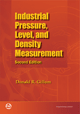 Industrial
Pressure,
Level, and
Density
Measurement
Second Edition
Donald R. Gillum